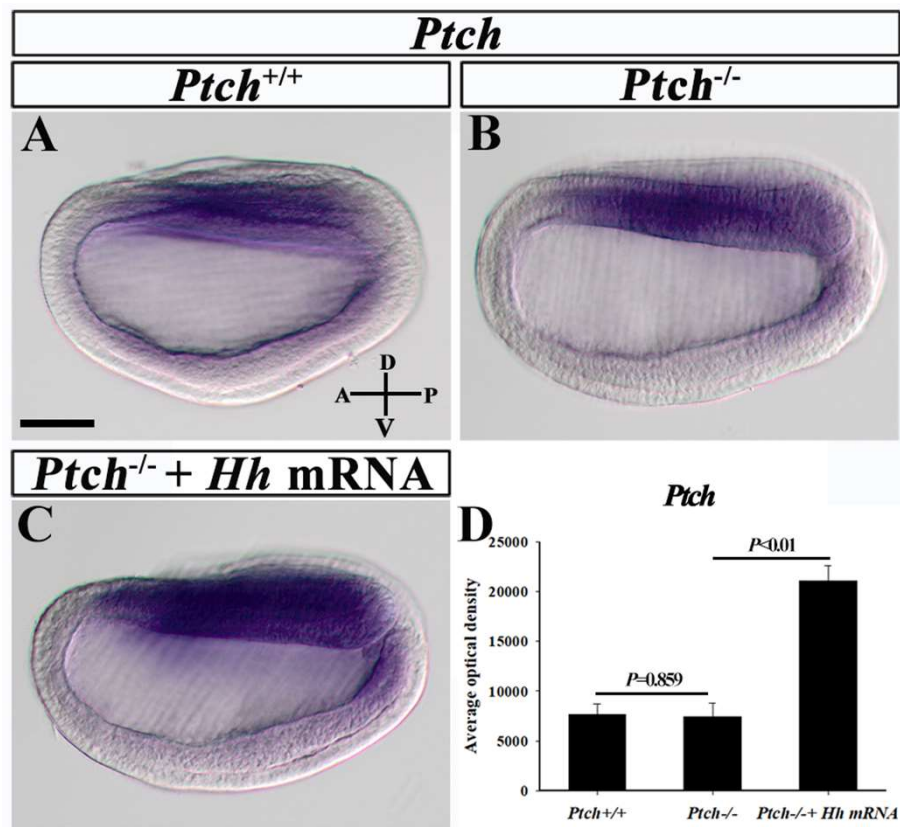 Ptch
Ptch+/+
Ptch-/-
A
B
D
A P
V
Ptch-/- + Hh mRNA
C
D
Ptch
25000
20000
15000
10000
5000
0
Average optical density
P<0.01
P=0.859
Ptch+/+ Ptch-/- Ptch-/-+ Hh mRNA